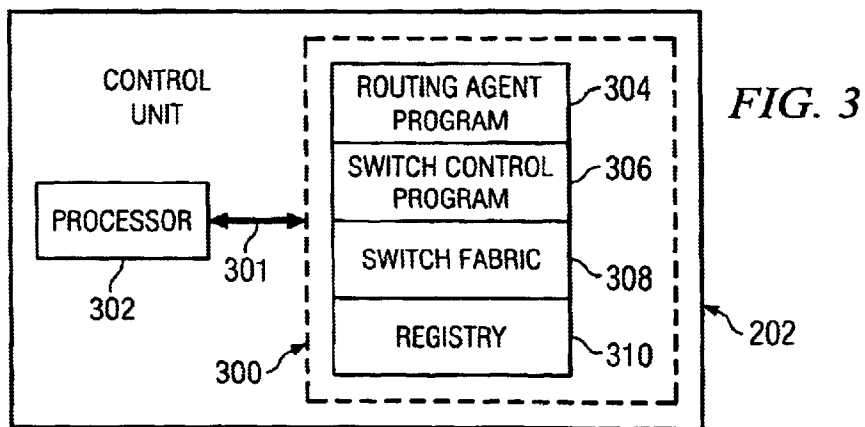 CONTROL
UNIT
PROCESSOR
302
301
300
ROUTING AGENT
PROGRAM
304
SWITCH CONTROL
PROGRAM
306
SWITCH FABRIC
308
REGISTRY
310
202
FIG. 3